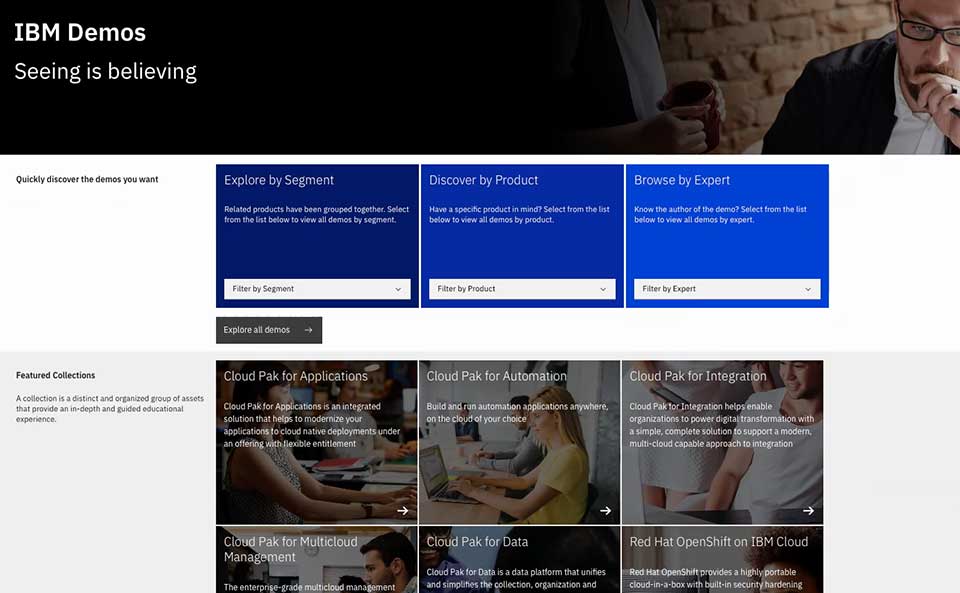 IBM Demos
Seeing is believing
Quickly discover the demos you want
Explore by Segment
Related products have been grouped together. Select
from the list below to view all demos by segment.
Filter by Segment
Discover by Product
Have a specific product in mind? Select from the list
below to view all demos by product.
Filter by Product
Browse by Expert
Know the author of the demo? Select from the list
below to view all demos by expert.
Filter by Expert
Explore all demos
Featured Collections
A collection is a distinct and organized group of assets
that provide an in-depth and guided educational
experience.
Cloud Pak for Applications
Cloud Pak for Applications is an integrated
solution that helps to modernize your
applications to cloud native deployments under
an offering with flexible entitlement
Cloud Pak for Automation
Build and run automation applications anywhere,
on the cloud of your choice
Cloud Pak for Integration
Cloud Pak for Integration helps enable
organizations to power digital transformation with
a simple, complete solution to support a modern,
multi-cloud capable approach to integration
Cloud Pak for Multicloud
Management
The enterprise-grade multicloud management
Cloud Pak for Data
Cloud Pak for Data is a data platform that unifies
and simplifies the collection, organization and
Red Hat OpenShift on IBM Cloud
Red Hat OpenShift provides a highly portable
cloud-in-a-box with built-in security hardening